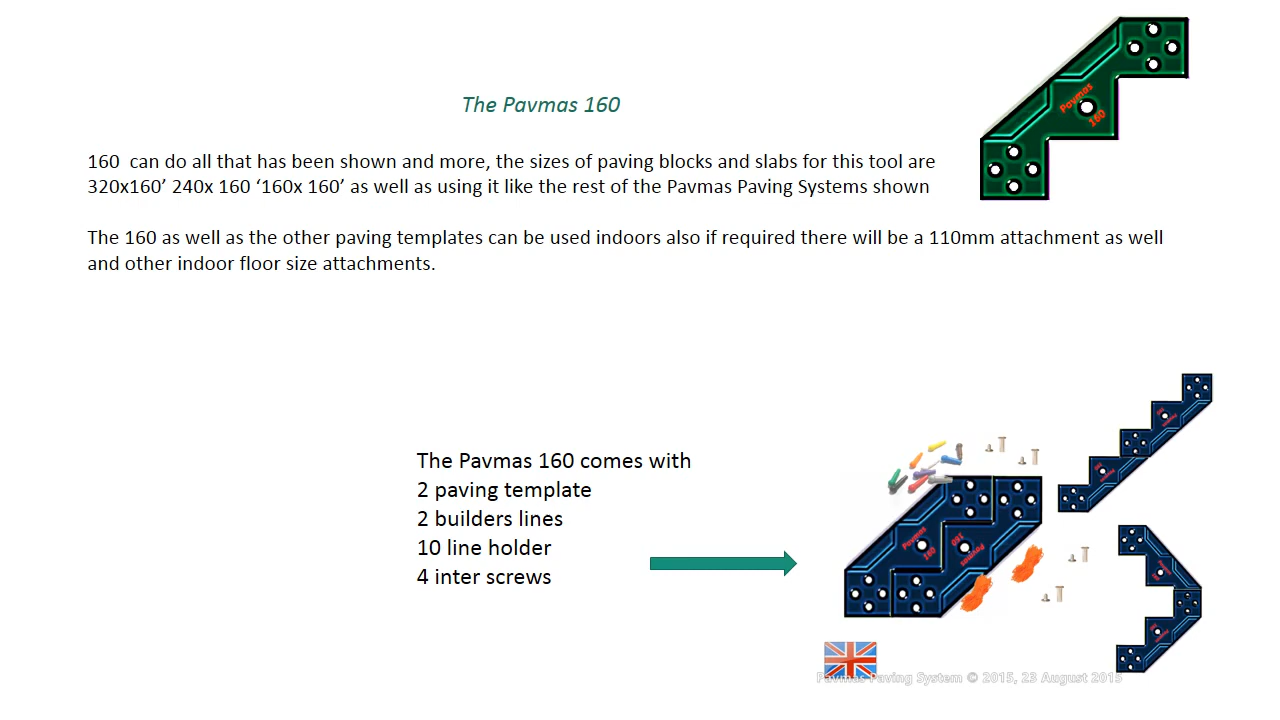 The Pavmas 160
Pavmas
160
160 can do all that has been shown and more, the sizes of paving blocks and slabs for this tool are
320x160’ 240x 160 ‘160x 160’ as well as using it like the rest of the Pavmas Paving Systems shown
The 160 as well as the other paving templates can be used indoors also if required there will be a 110mm attachment as well
and other indoor floor size attachments.
The Pavmas 160 comes with
2 paving template
2 builders lines
10 line holder
4 inter screws
Pavmas
160
Pavmas
160
Pavmas Paving System © 2015, 23 August 2015